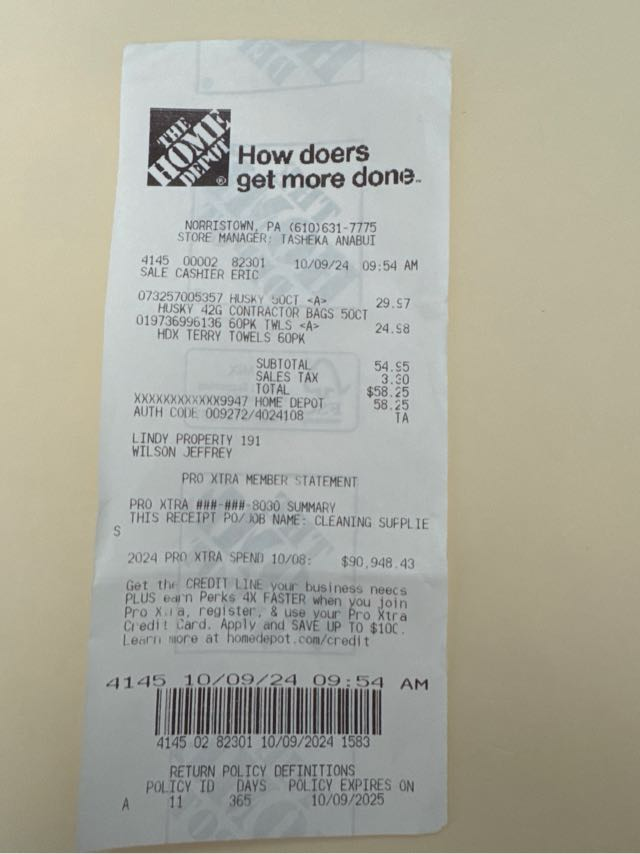 THE
HOME
DEPOT
®
How doers
get more done™
NORRISTOWN, PA (610)631-7775
STORE MANAGER: TASHEKA ANABUI
4145 00002 82301 10/09/24 09:54 AM
SALE CASHIER ERIC
073257005357 HUSKY 50CT <A> 29.97
HUSKY 42G CONTRACTOR BAGS 50CT
019736996136 60PK TWLS <A> 24.98
HDX TERRY TOWELS 60PK
SUBTOTAL 54.95
SALES TAX 3.30
TOTAL $58.25
XXXXXXXXXXXX9947 HOME DEPOT 58.25
AUTH CODE 009272/4024108 TA
LINDY PROPERTY 191
WILSON JEFFREY
PRO XTRA MEMBER STATEMENT
PRO XTRA ###-###-8030 SUMMARY
THIS RECEIPT PO/JOB NAME: CLEANING SUPPLIE
S
2024 PRO XTRA SPEND 10/08: $90,948.43
Get the CREDIT LINE your business needs
PLUS earn Perks 4X FASTER when you join
Pro Xtra, register, & use your Pro Xtra
Credit Card. Apply and SAVE UP TO $100.
Learn more at homedepot.com/credit
4145 10/09/24 09:54 AM
4145 02 82301 10/09/2024 1583
RETURN POLICY DEFINITIONS
POLICY ID DAYS POLICY EXPIRES ON
A 11 365 10/09/2025